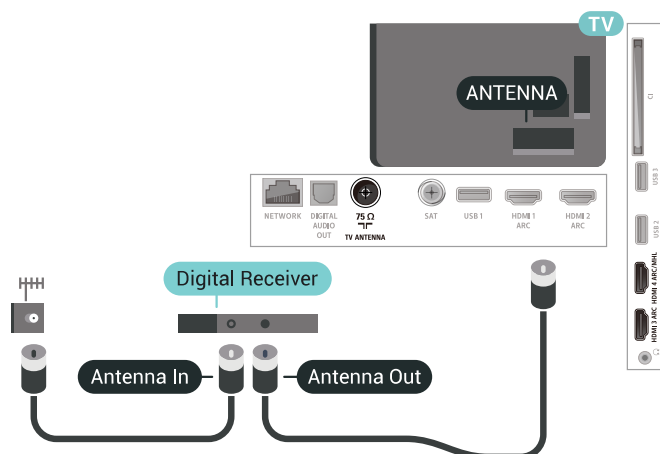 TV
ANTENNA
CI
USB 3
USB 2
HDMI 4 ARC/MHL
HDMI 3 ARC
NETWORK
DIGITAL
AUDIO
OUT
75 Ω
TV ANTENNA
SAT
USB 1
HDMI 1
ARC
HDMI 2
ARC
Digital Receiver
Antenna In
Antenna Out